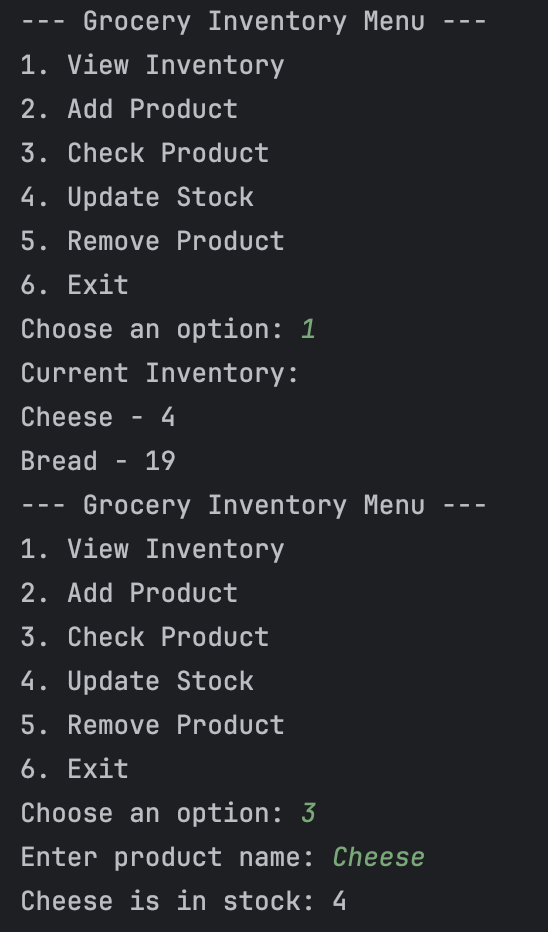 --- Grocery Inventory Menu ---
1. View Inventory
2. Add Product
3. Check Product
4. Update Stock
5. Remove Product
6. Exit
Choose an option: 1
Current Inventory:
Cheese - 4
Bread - 19
--- Grocery Inventory Menu ---
1. View Inventory
2. Add Product
3. Check Product
4. Update Stock
5. Remove Product
6. Exit
Choose an option: 3
Enter product name: Cheese
Cheese is in stock: 4